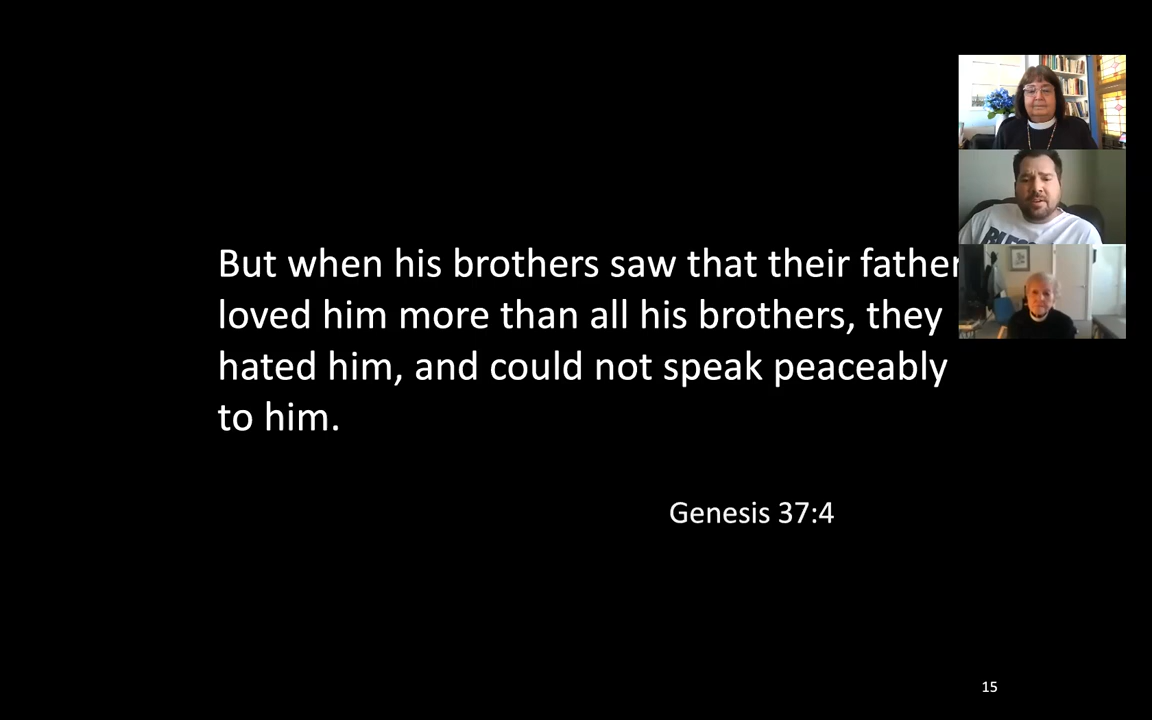 But when his brothers saw that their father
loved him more than all his brothers, they
hated him, and could not speak peaceably
to him.
Genesis 37:4
15